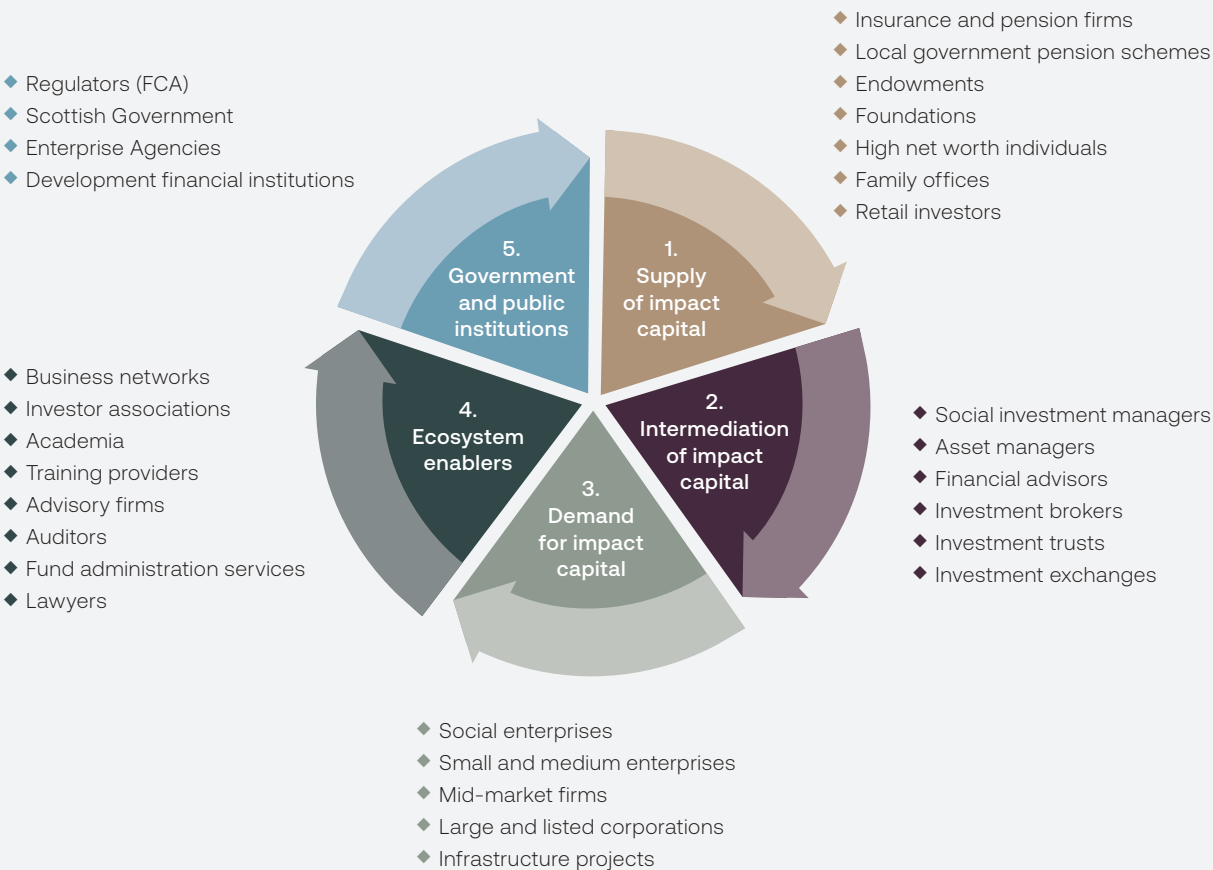 Insurance and pension firms
Local government pension schemes
Endowments
Foundations
High net worth individuals
Family offices
Retail investors
Regulators (FCA)
Scottish Government
Enterprise Agencies
Development financial institutions
5.
Government
and public
institutions
1.
Supply
of impact
capital
2.
Intermediation
of impact
capital
Social investment managers
Asset managers
Financial advisors
Investment brokers
Investment trusts
Investment exchanges
4.
Ecosystem
enablers
Business networks
Investor associations
Academia
Training providers
Advisory firms
Auditors
Fund administration services
Lawyers
3.
Demand
for impact
capital
Social enterprises
Small and medium enterprises
Mid-market firms
Large and listed corporations
Infrastructure projects